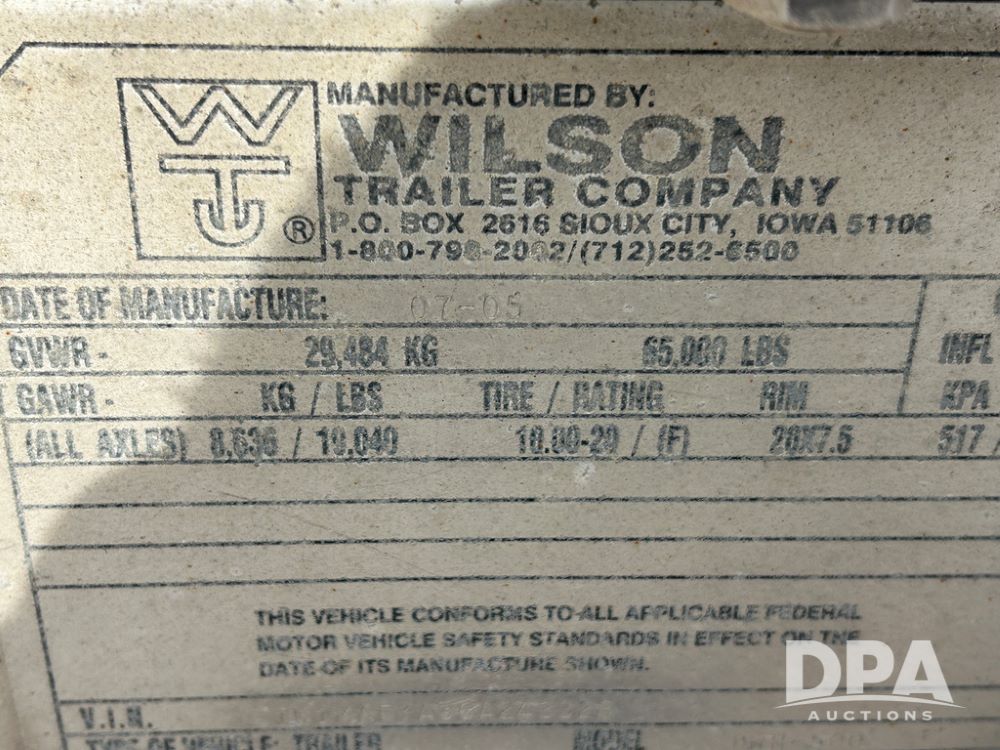 WTJ ®
MANUFACTURED BY:
WILSON
TRAILER COMPANY
P.O. BOX 2616 SIOUX CITY, IOWA 51106
1-800-798-2002/(712)252-6500
DATE OF MANUFACTURE: 07-05
GVWR - 29,484 KG 65,000 LBS INFL
GAWR - KG / LBS TIRE / RATING RIM KPA
(ALL AXLES) 8,636 / 19,040 10.00-20 / (F) 20X7.5 517 /
THIS VEHICLE CONFORMS TO ALL APPLICABLE FEDERAL
MOTOR VEHICLE SAFETY STANDARDS IN EFFECT ON THE
DATE OF ITS MANUFACTURE SHOWN.
V.I.N.
TYPE OF VEHICLE: TRAILER MODEL
DPA
AUCTIONS